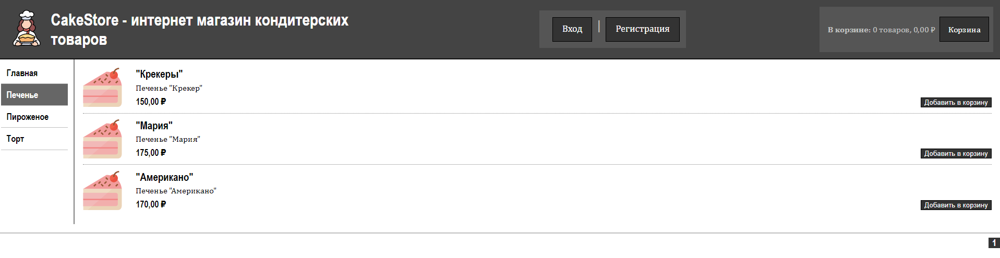 CakeStore - интернет магазин кондитерских
товаров
Вход | Регистрация
В корзине: 0 товаров, 0,00 ₽ Корзина
Главная
Печенье
Пироженое
Торт
"Крекеры"
Печенье "Крекер"
150,00 ₽
Добавить в корзину
"Мария"
Печенье "Мария"
175,00 ₽
Добавить в корзину
"Американо"
Печенье "Американо"
170,00 ₽
Добавить в корзину
1